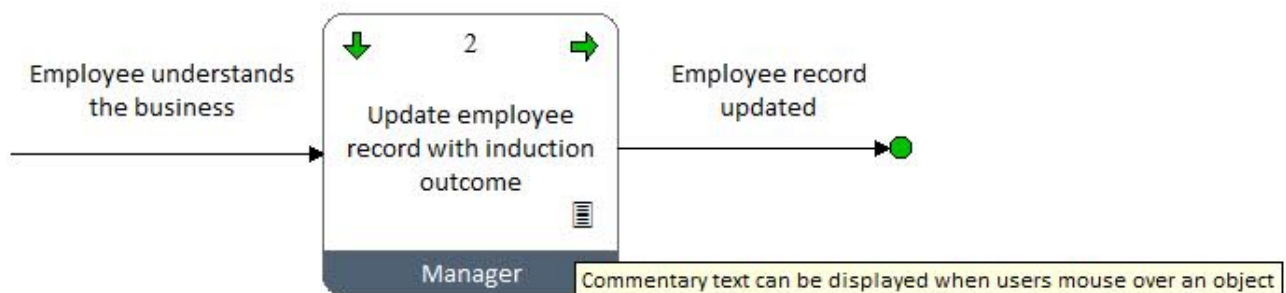 2
Employee understands
the business
Update employee
record with induction
outcome
Employee record
updated
Manager
Commentary text can be displayed when users mouse over an object